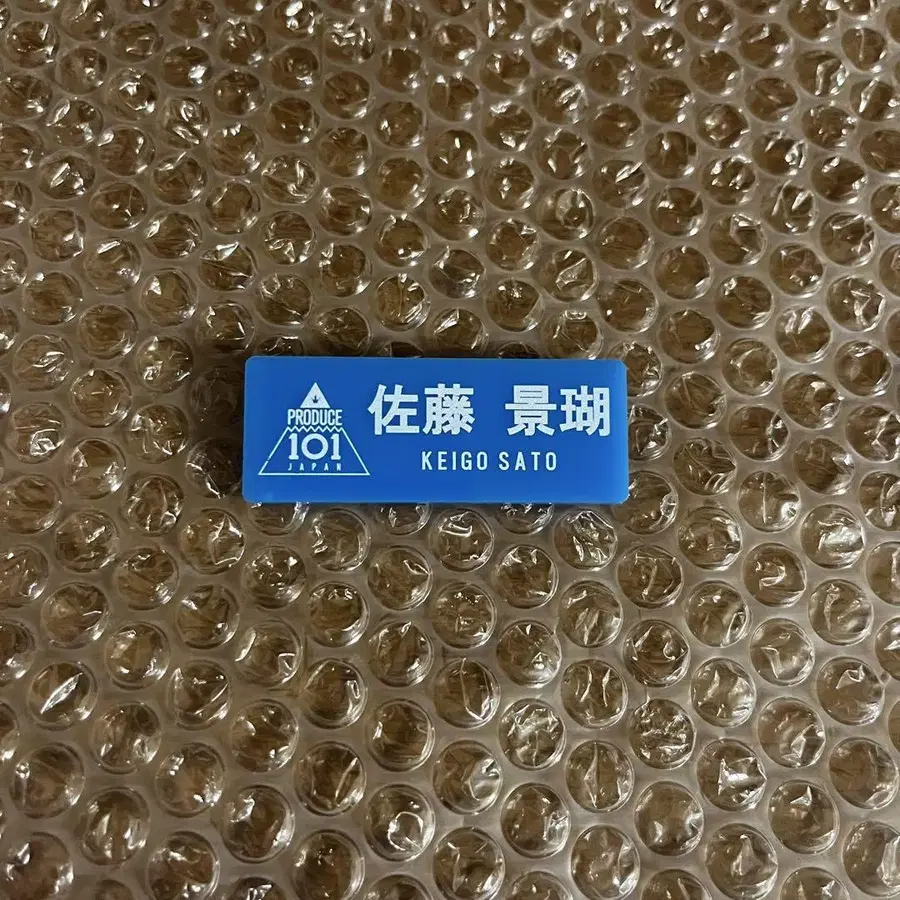 PRODUCE
101
JAPAN
佐藤 景瑚
KEIGO SATO